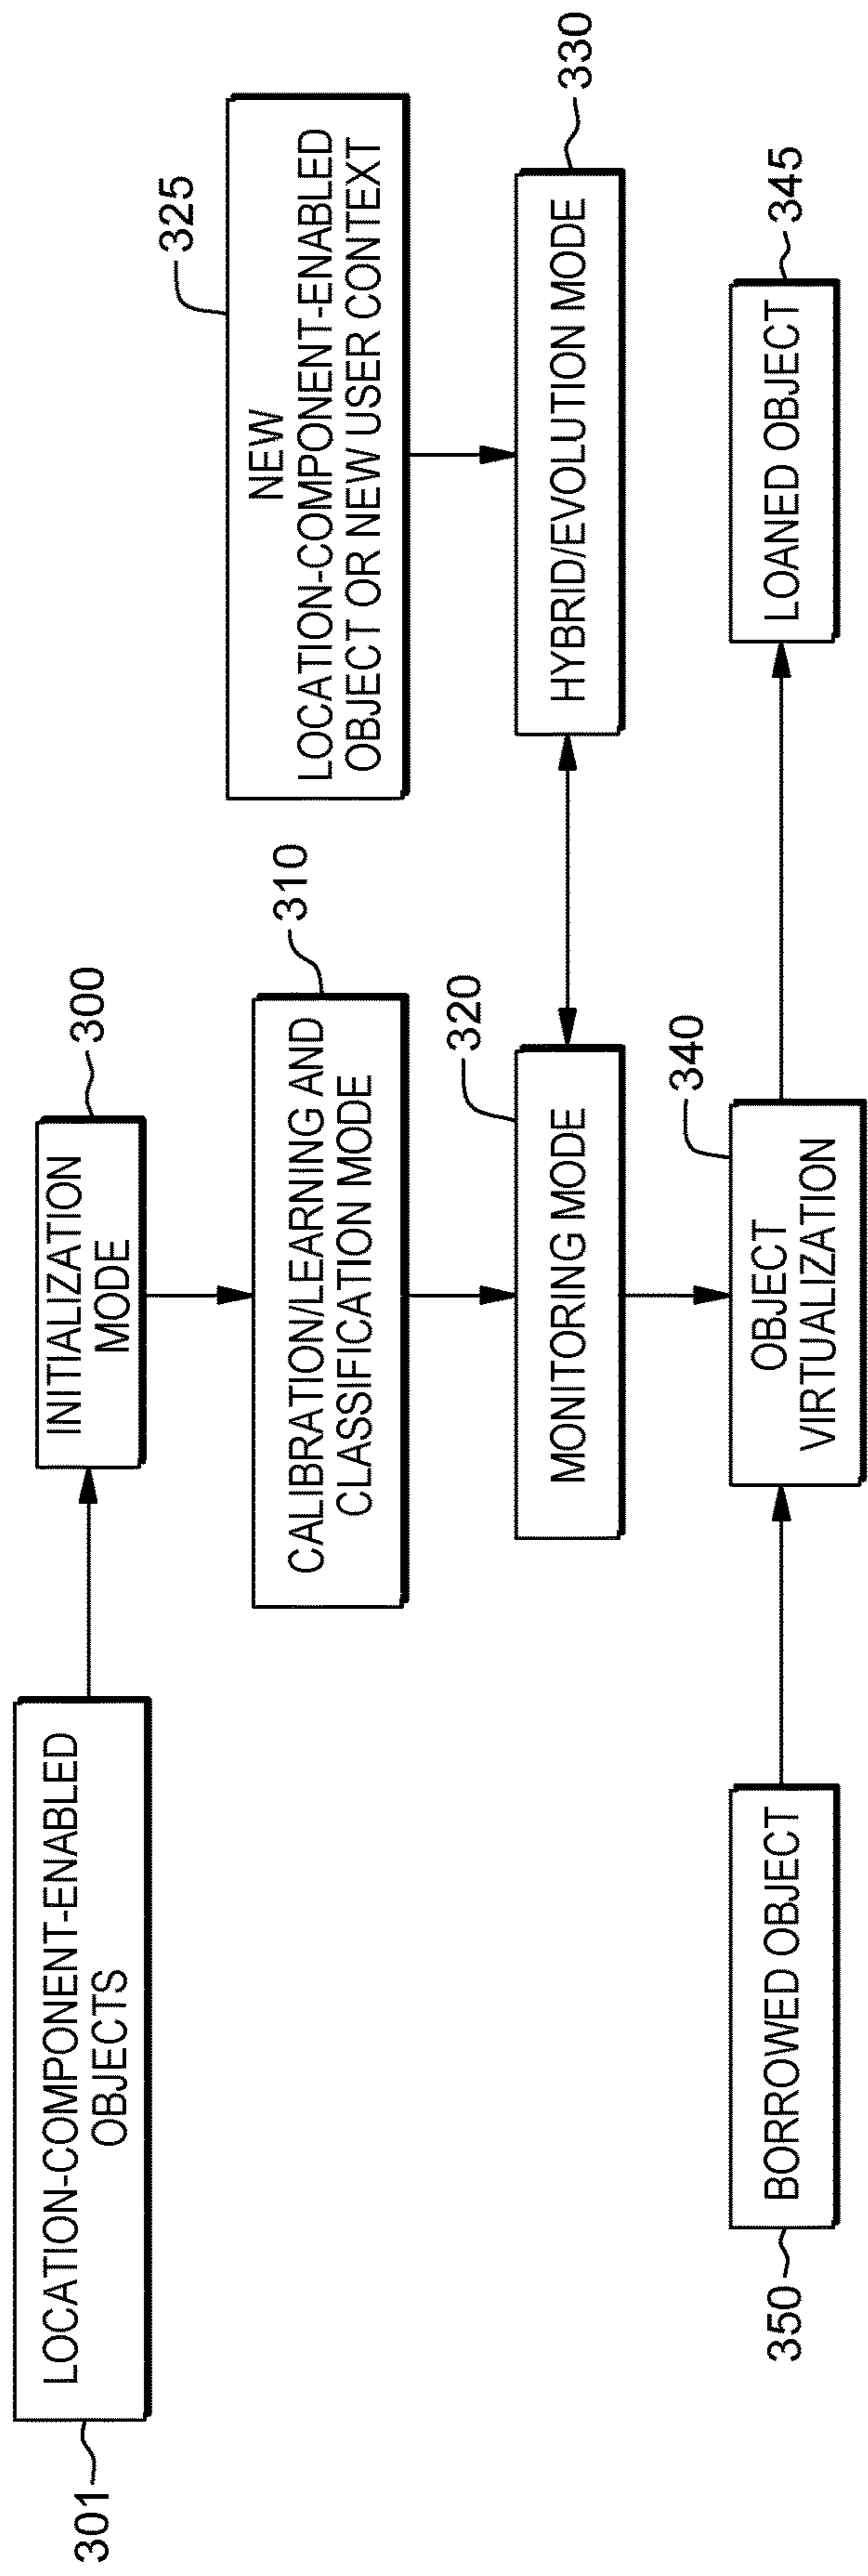 301
LOCATION-COMPONENT-ENABLED
OBJECTS
INITIALIZATION
MODE
300
CALIBRATION/LEARNING AND
CLASSIFICATION MODE
310
NEW
LOCATION-COMPONENT-ENABLED
OBJECT OR NEW USER CONTEXT
325
MONITORING MODE
320
HYBRID/EVOLUTION MODE
330
350
BORROWED OBJECT
OBJECT
VIRTUALIZATION
340
LOANED OBJECT
345